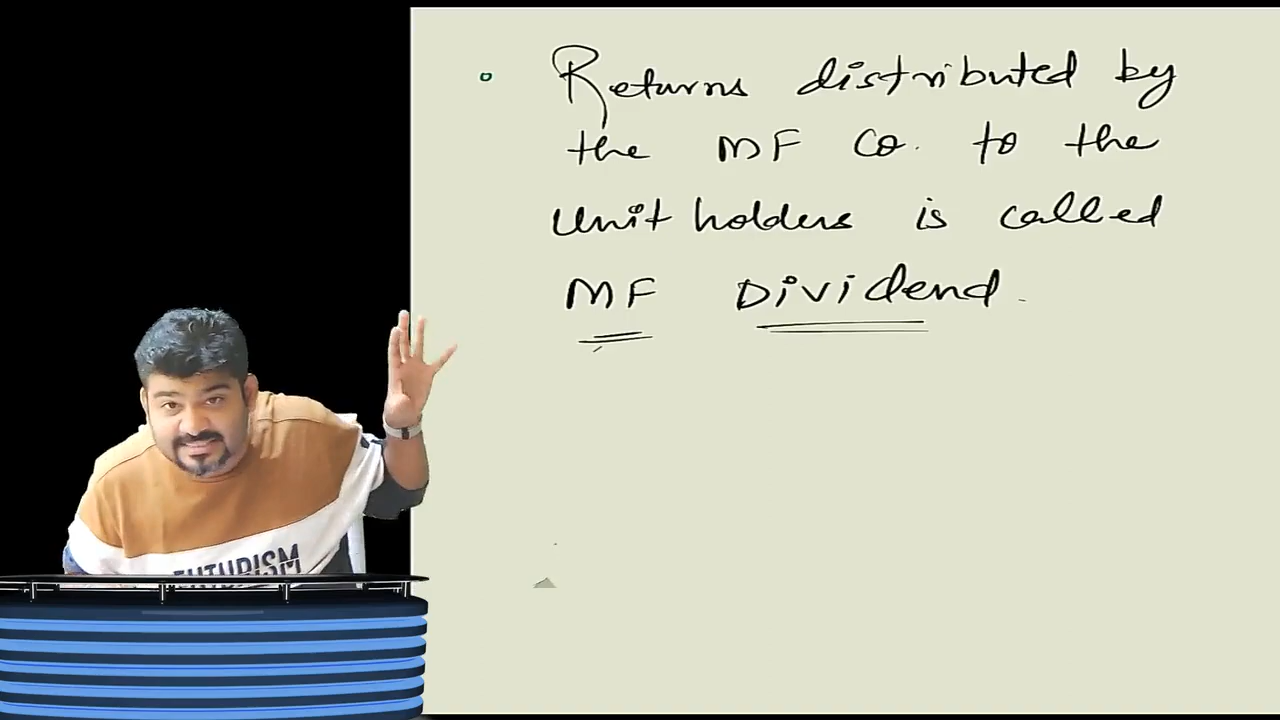 Returns distributed by
the MF Co. to the
unit holders is called
MF Dividend.
FUTURISM